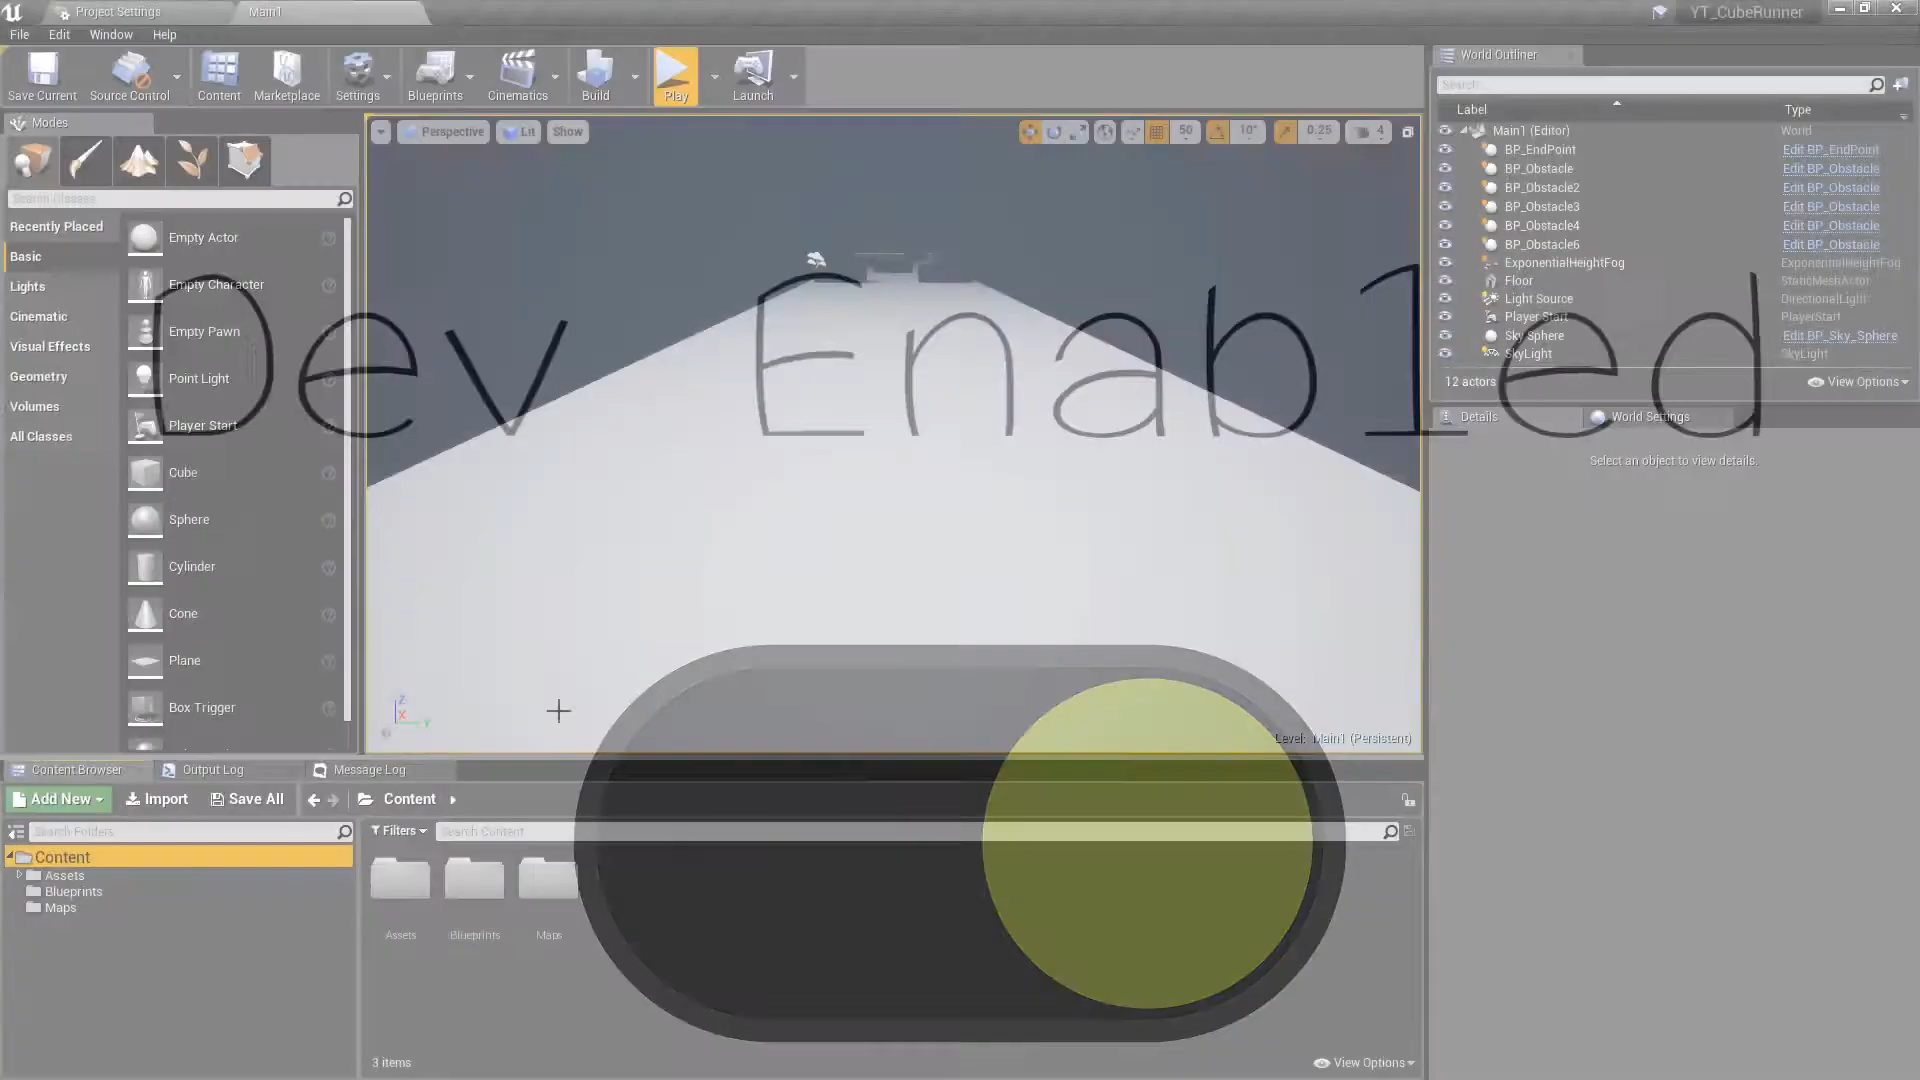 Project Settings
Main1
YT_CubeRunner
File Edit Window Help
Save Current
Source Control
Content
Marketplace
Settings
Blueprints
Cinematics
Build
Play
Launch
Modes
Search Classes
Recently Placed
Basic
Lights
Cinematic
Visual Effects
Geometry
Volumes
All Classes
Empty Actor
Empty Character
Empty Pawn
Point Light
Player Start
Cube
Sphere
Cylinder
Cone
Plane
Box Trigger
Perspective
Lit
Show
50
10°
0.25
4
Dev Enabled
Z
X
Y
Level: Main1 (Persistent)
World Outliner
Search...
Label Type
Main1 (Editor) World
BP_EndPoint Edit BP_EndPoint
BP_Obstacle Edit BP_Obstacle
BP_Obstacle2 Edit BP_Obstacle
BP_Obstacle3 Edit BP_Obstacle
BP_Obstacle4 Edit BP_Obstacle
BP_Obstacle6 Edit BP_Obstacle
ExponentialHeightFog ExponentialHeightFog
Floor StaticMeshActor
Light Source DirectionalLight
Player Start PlayerStart
Sky Sphere Edit BP_Sky_Sphere
SkyLight SkyLight
12 actors
View Options
Details
World Settings
Select an object to view details.
Content Browser
Output Log
Message Log
Add New
Import
Save All
Content
Search Folders
Filters
Search Content
Content
Assets
Blueprints
Maps
Assets
Blueprints
Maps
3 items
View Options